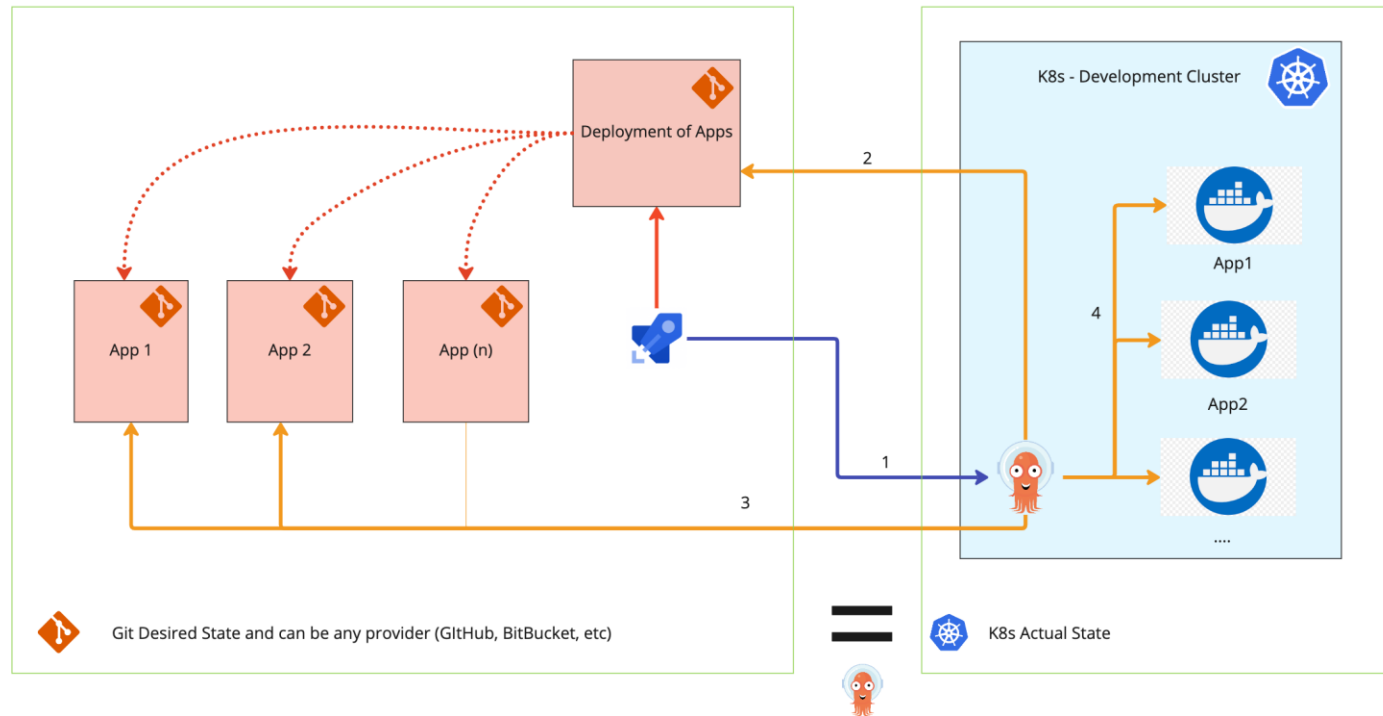 K8s - Development Cluster
Deployment of Apps
2
App1
4
App 1
App 2
App (n)
App2
1
3
....
Git Desired State and can be any provider (GItHub, BitBucket, etc)
K8s Actual State